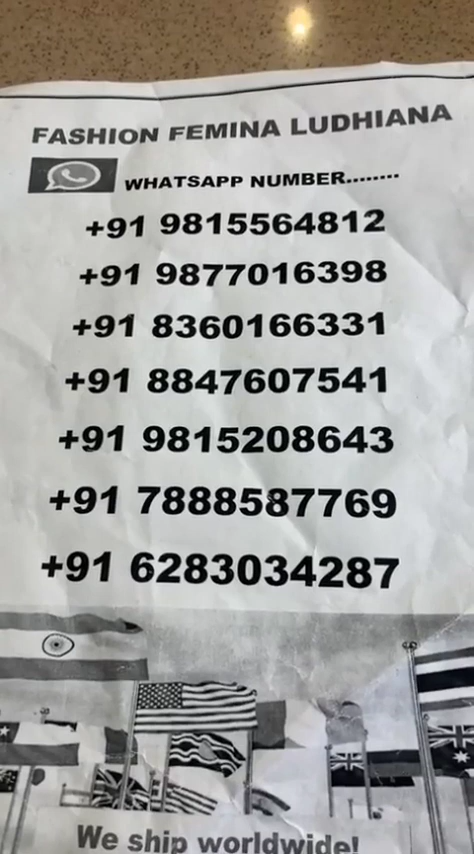 FASHION FEMINA LUDHIANA
WHATSAPP NUMBER........
+91 9815564812
+91 9877016398
+91 8360166331
+91 8847607541
+91 9815208643
+91 7888587769
+91 6283034287
We ship worldwide!